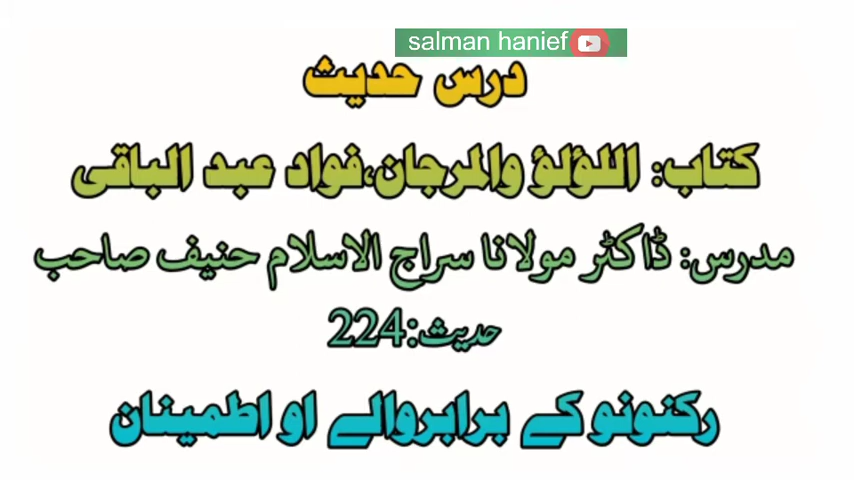 salman hanief
درس حدیث
کتاب: اللؤلؤ والمرجان،فواد عبد الباقی
مدرس: ڈاکٹر مولانا سراج الاسلام حنیف صاحب
حدیث:224
رکنونو کے برابروالے او اطمینان